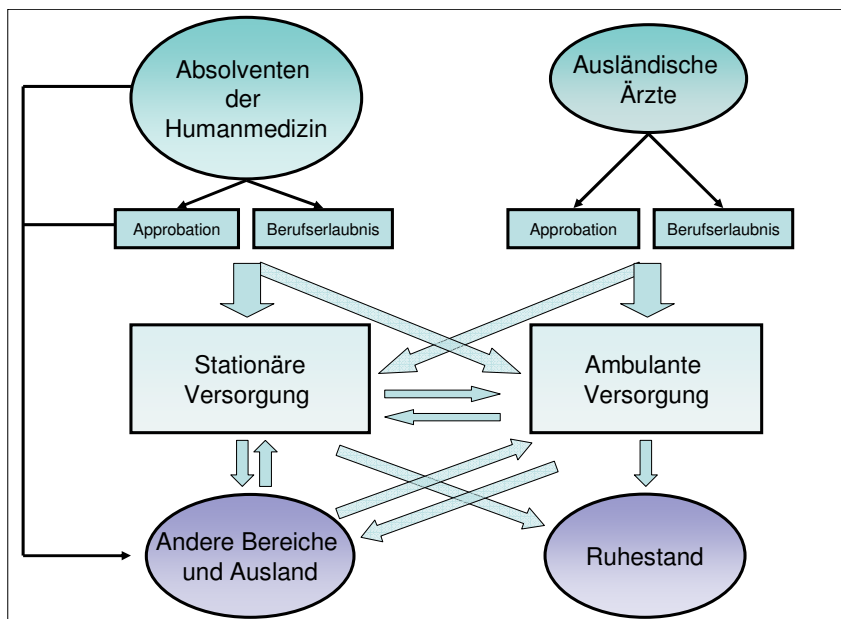 Absolventen
der
Humanmedizin
Ausländische
Ärzte
Approbation
Berufserlaubnis
Approbation
Berufserlaubnis
Stationäre
Versorgung
Ambulante
Versorgung
Andere Bereiche
und Ausland
Ruhestand